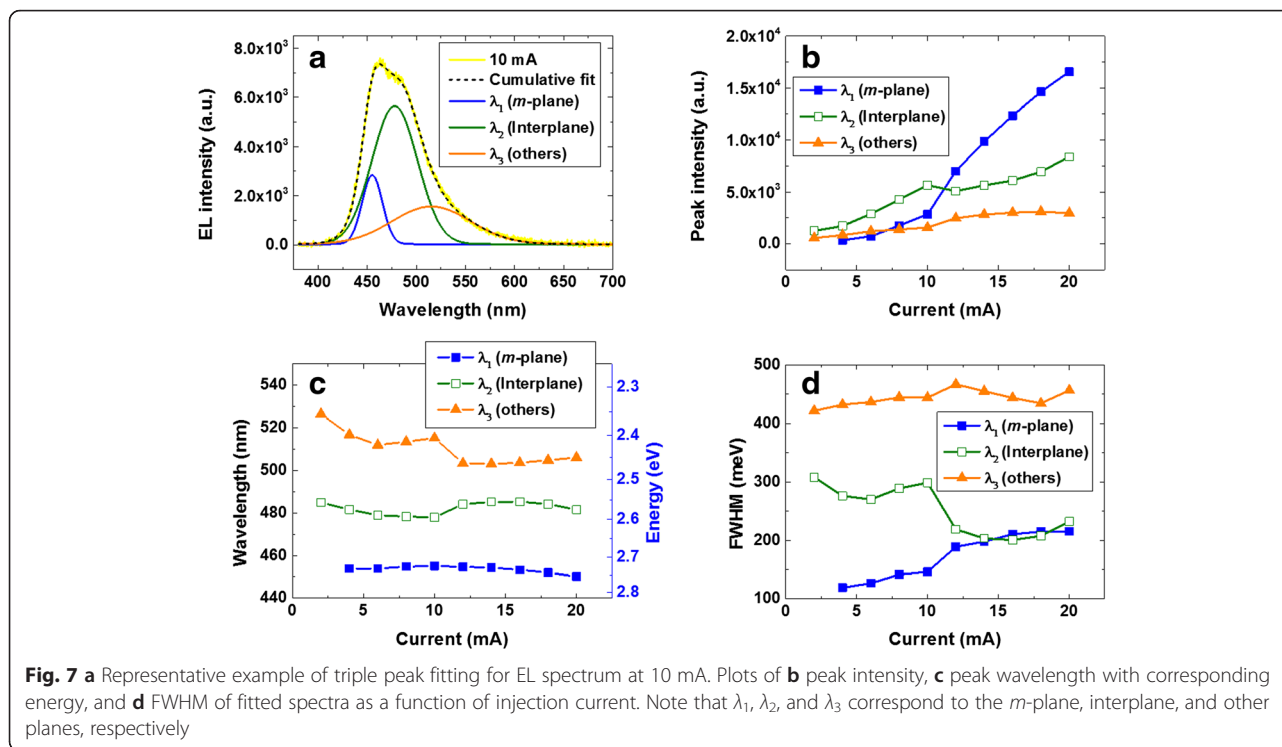 a
8.0x10³
6.0x10³
4.0x10³
2.0x10³
0.0
EL intensity (a.u.)
10 mA
Cumulative fit
λ₁ (m-plane)
λ₂ (Interplane)
λ₃ (others)
400 450 500 550 600 650 700
Wavelength (nm)
b
2.0x10⁴
1.5x10⁴
1.0x10⁴
5.0x10³
0.0
Peak intensity (a.u.)
λ₁ (m-plane)
λ₂ (Interplane)
λ₃ (others)
0 5 10 15 20
Current (mA)
c
λ₁ (m-plane)
λ₂ (Interplane)
λ₃ (others)
540
520
500
480
460
440
Wavelength (nm)
2.3
2.4
2.5
2.6
2.7
2.8
Energy (eV)
0 5 10 15 20
Current (mA)
d
500
400
300
200
100
FWHM (meV)
λ₁ (m-plane)
λ₂ (Interplane)
λ₃ (others)
0 5 10 15 20
Current (mA)
Fig. 7 a Representative example of triple peak fitting for EL spectrum at 10 mA. Plots of b peak intensity, c peak wavelength with corresponding
energy, and d FWHM of fitted spectra as a function of injection current. Note that λ₁, λ₂, and λ₃ correspond to the m-plane, interplane, and other
planes, respectively